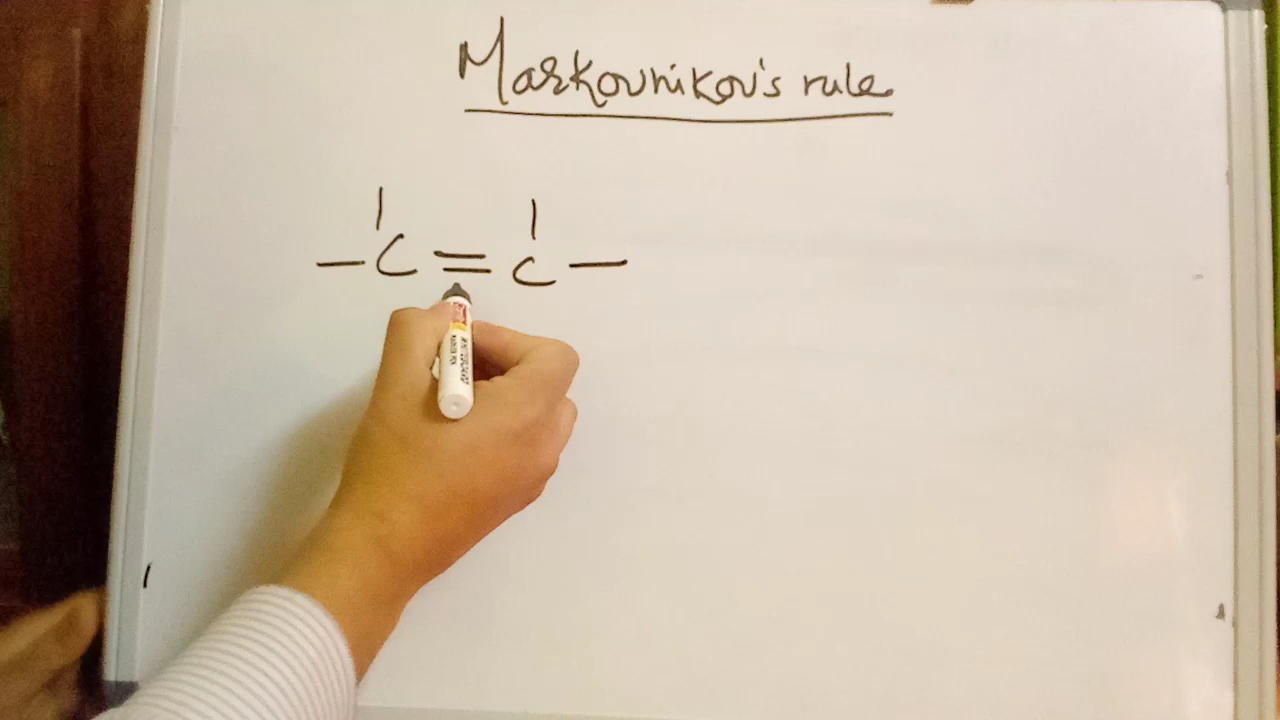 Markovnikov's rule
– C = C –